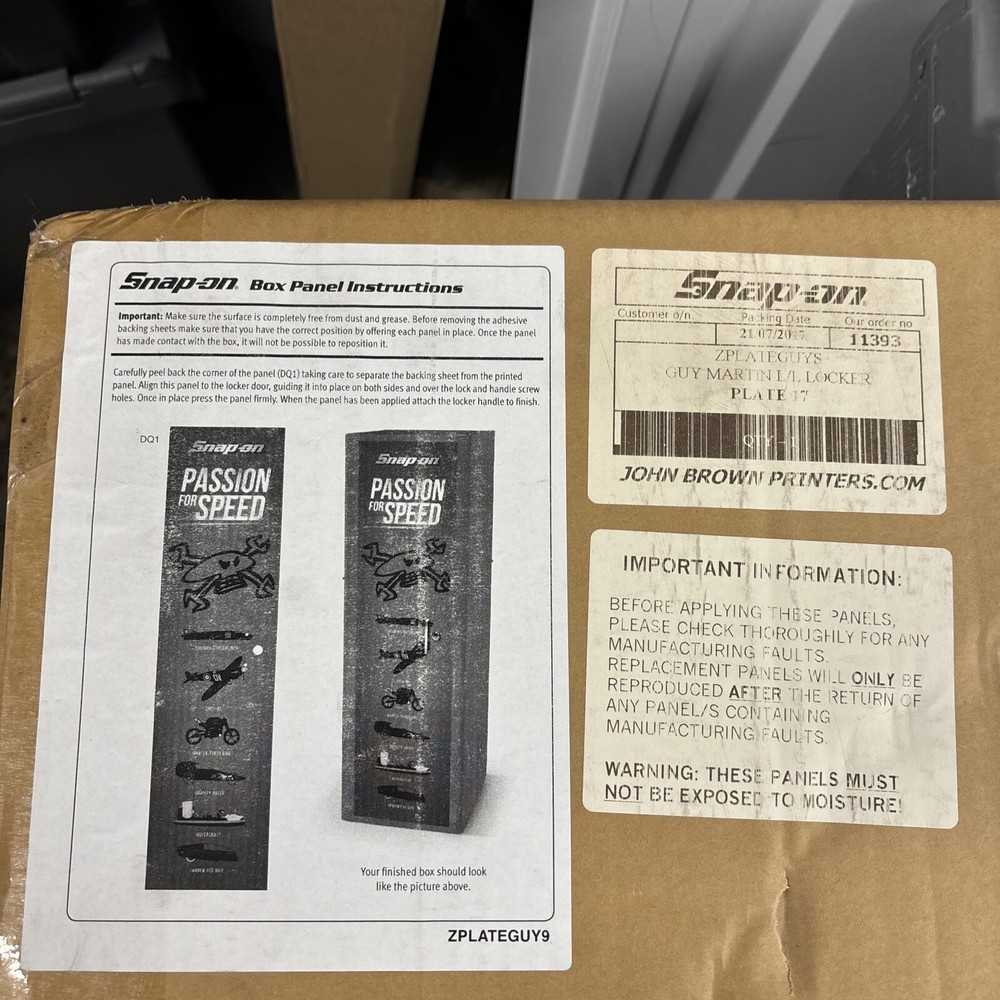 Snap-on Box Panel Instructions
Important: Make sure the surface is completely free from dust and grease. Before removing the adhesive
backing sheets make sure that you have the correct position by offering each panel in place. Once the panel
has made contact with the box, it will not be possible to reposition it.
Carefully peel back the corner of the panel (DQ1) taking care to separate the backing sheet from the printed
panel. Align this panel to the locker door, guiding it into place on both sides and over the lock and handle screw
holes. Once in place press the panel firmly. When the panel has been applied attach the locker handle to finish.
DQ1
Snap-on
PASSION
FOR SPEED
GRAVITY RACER
HOVERCRAFT
Snap-on
PASSION
FOR SPEED
Your finished box should look
like the picture above.
ZPLATEGUY9
Snap-on
Customer o/n Packing Date Our order no
21/07/2017 11393
ZPLATEGUYS
GUY MARTIN L/L LOCKER
PLATE 17
QTY - 1
JOHN BROWN PRINTERS.COM
IMPORTANT INFORMATION:
BEFORE APPLYING THESE PANELS,
PLEASE CHECK THOROUGHLY FOR ANY
MANUFACTURING FAULTS.
REPLACEMENT PANELS WILL ONLY BE
REPRODUCED AFTER THE RETURN OF
ANY PANEL/S CONTAINING
MANUFACTURING FAULTS.
WARNING: THESE PANELS MUST
NOT BE EXPOSED TO MOISTURE!